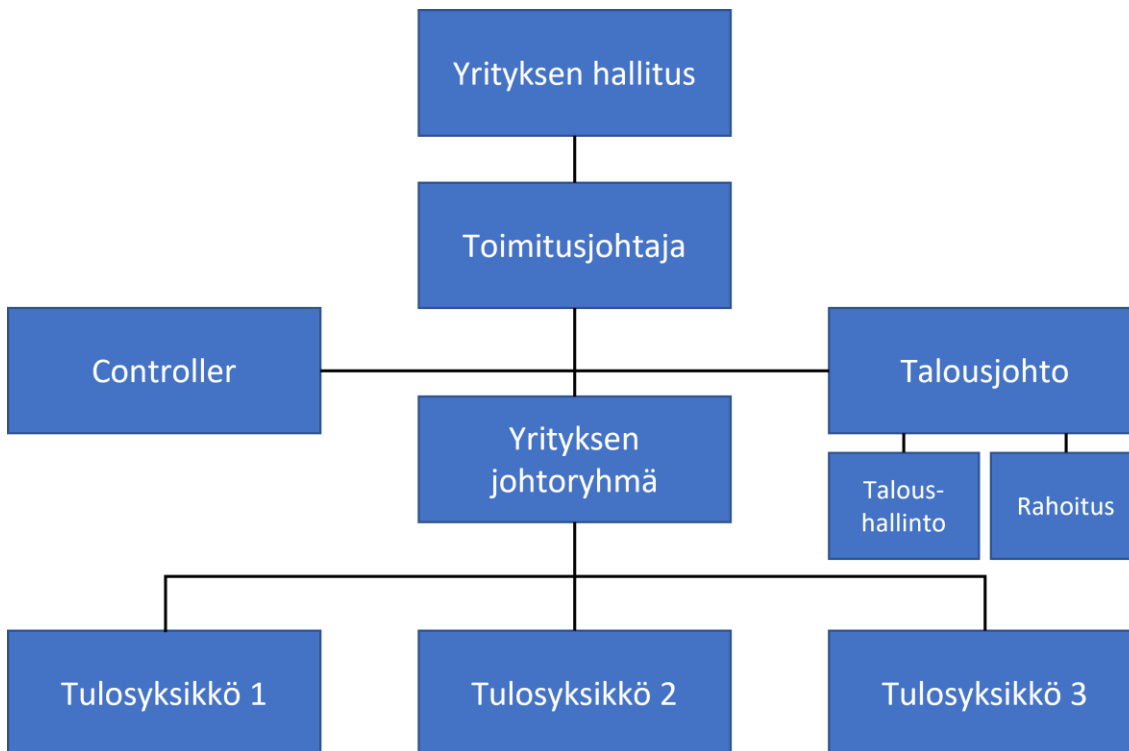 Yrityksen hallitus
Toimitusjohtaja
Controller
Talousjohto
Yrityksen
johtoryhmä
Talous-
hallinto
Rahoitus
Tulosyksikkö 1
Tulosyksikkö 2
Tulosyksikkö 3